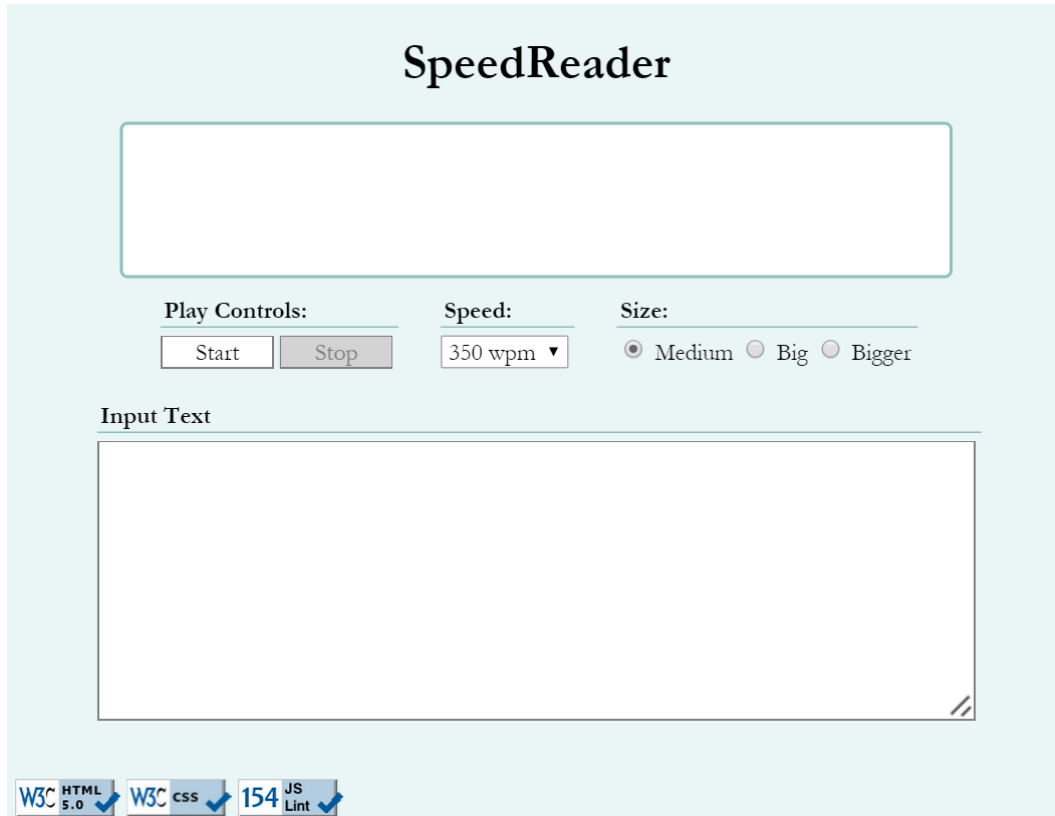 SpeedReader
Play Controls: Speed: Size:
Start Stop 350 wpm Medium Big Bigger
Input Text
W3C HTML 5.0 W3C css 154 JS Lint